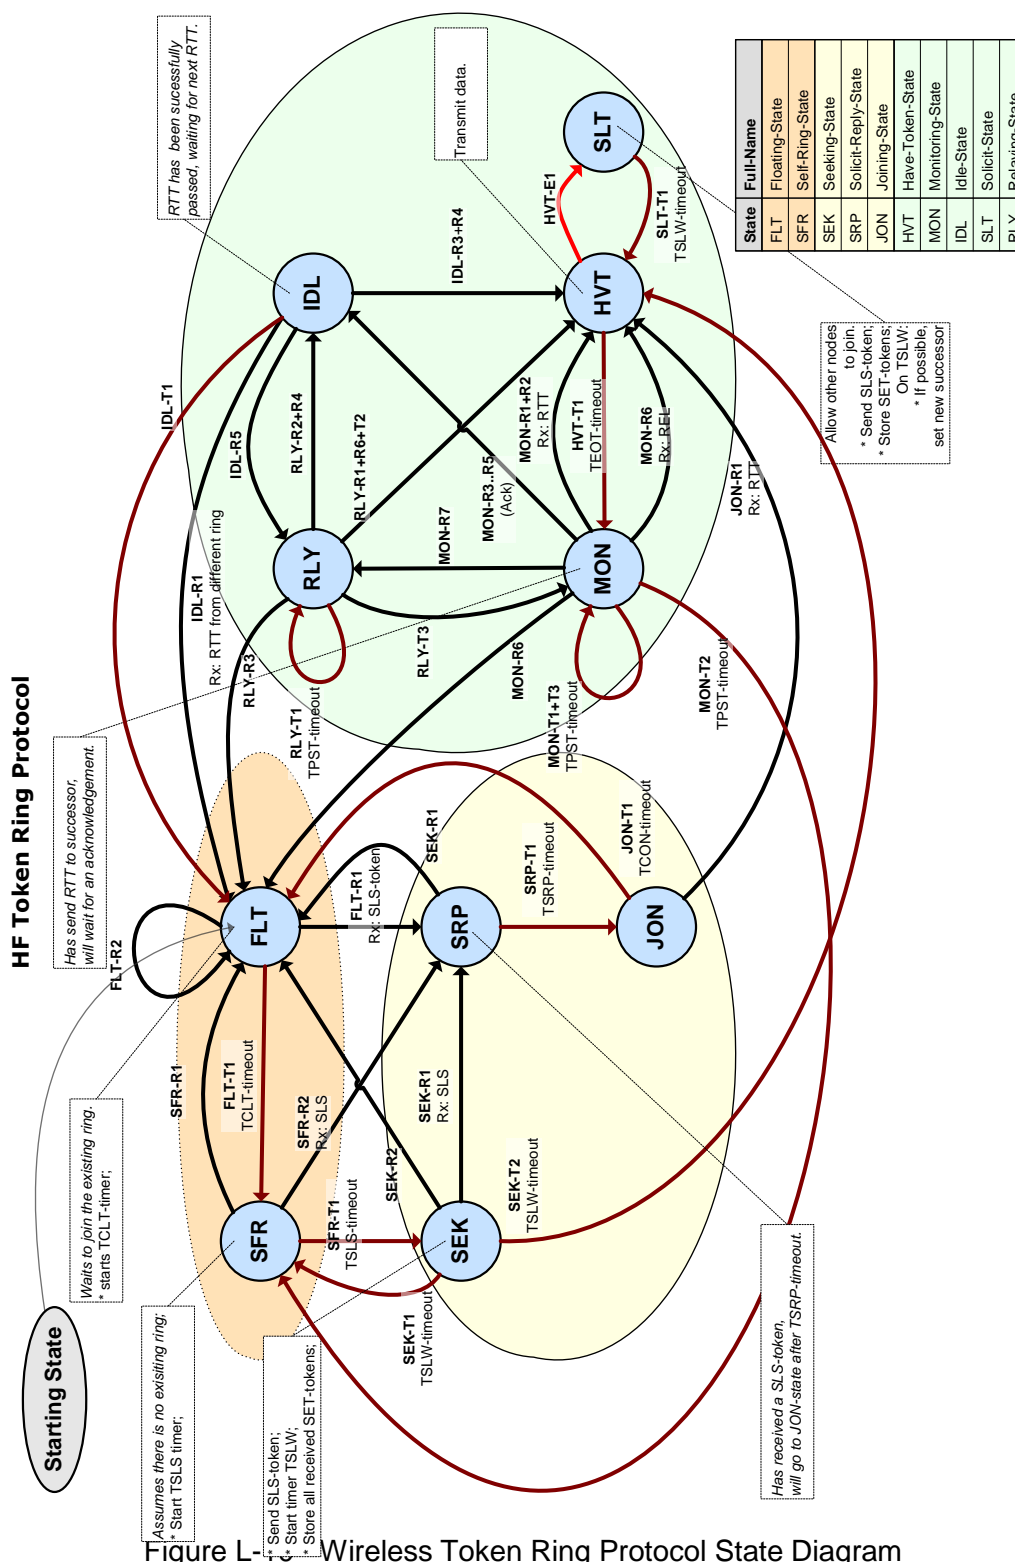 HF Token Ring Protocol
Starting State
Waits to join the existing ring.
* starts TCLT-timer;
Assumes there is no exisiting ring;
* Start TSLS timer;
* Send SLS-token;
* Start timer TSLW;
* Store all received SET-tokens;
Has send RTT to successor,
will wait for an acknowledgement.
RTT has been sucessfully
passed, waiting for next RTT.
Transmit data.
Allow other nodes
to join.
* Send SLS-token;
* Store SET-tokens;
On TSLW:
* If possible,
set new successor
Has received a SLS-token,
will go to JON-state after TSRP-timeout.
FLT
SFR
SEK
SRP
JON
RLY
IDL
MON
HVT
SLT
FLT-R2
SFR-R1
FLT-T1
TCLT-timeout
SFR-R2
Rx: SLS
SFR-T1
TSLS-timeout
SEK-T1
TSLW-timeout
SEK-R2
SEK-R1
Rx: SLS
SEK-T2
TSLW-timeout
FLT-R1
Rx: SLS-token
SEK-R1
SRP-T1
TSRP-timeout
JON-T1
TCON-timeout
JON-R1
Rx: RTT
IDL-T1
IDL-R1
Rx: RTT from different ring
RLY-R3
RLY-T1
TPST-timeout
RLY-T3
MON-R6
MON-T1+T3
TPST-timeout
MON-T2
TPST-timeout
IDL-R5
RLY-R2+R4
RLY-R1+R6+T2
MON-R7
MON-R3..R5
(Ack)
MON-R1+R2
Rx: RTT
HVT-T1
TEOT-timeout
MON-R6
Rx: REL
IDL-R3+R4
HVT-E1
SLT-T1
TSLW-timeout
State Full-Name
FLT Floating-State
SFR Self-Ring-State
SEK Seeking-State
SRP Solicit-Reply-State
JON Joining-State
HVT Have-Token-State
MON Monitoring-State
IDL Idle-State
SLT Solicit-State
RLY Relaying-State
Figure L- Wireless Token Ring Protocol State Diagram